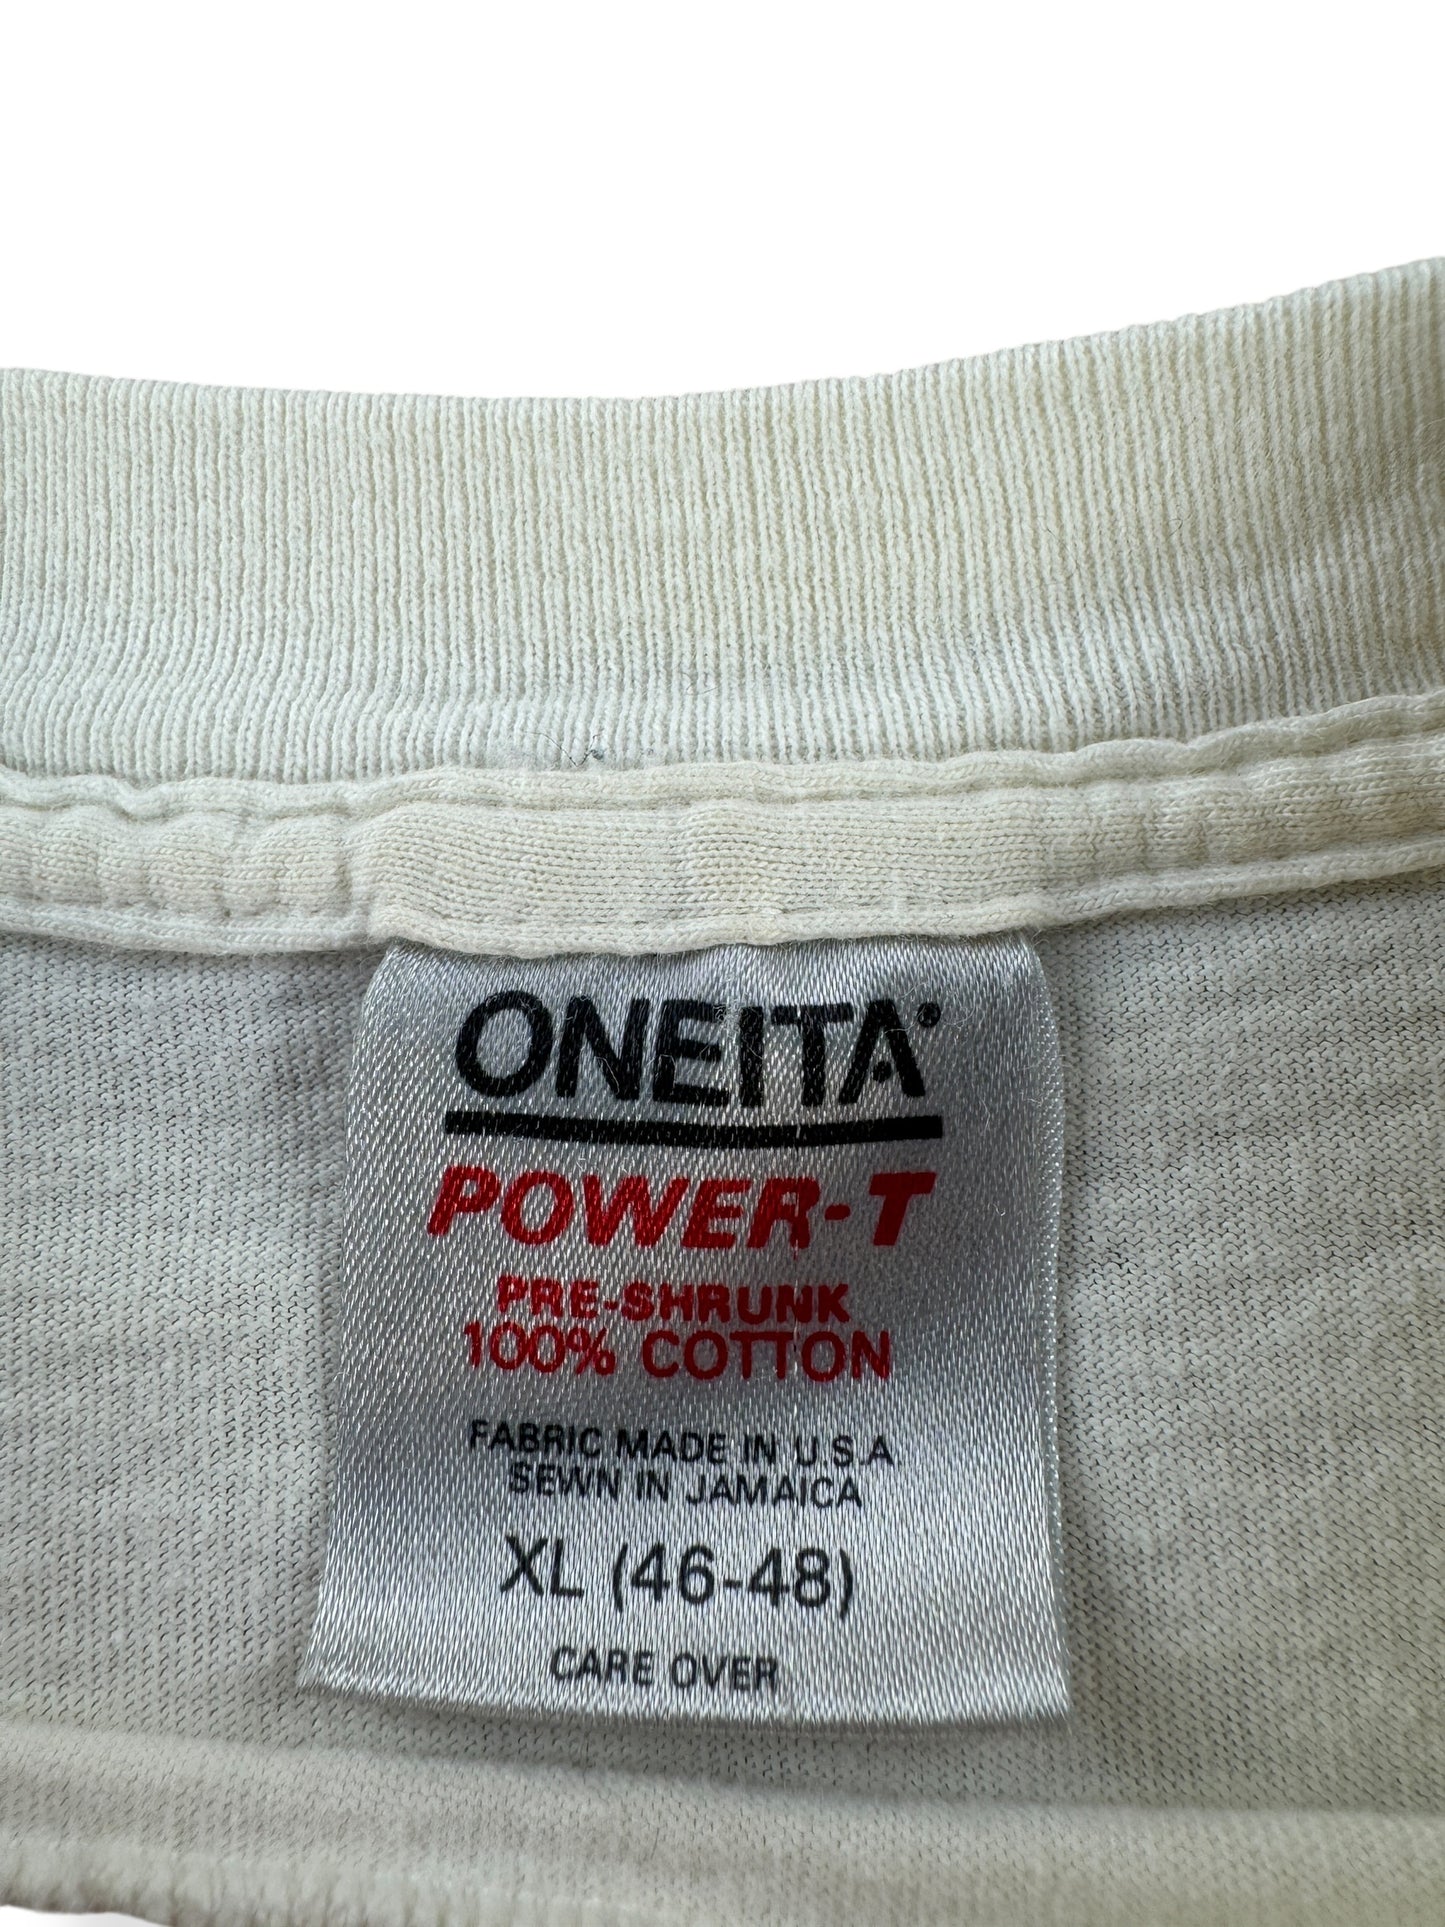 ONEITA®
POWER-T
PRE-SHRUNK
100% COTTON
FABRIC MADE IN U.S.A
SEWN IN JAMAICA
XL (46-48)
CARE OVER